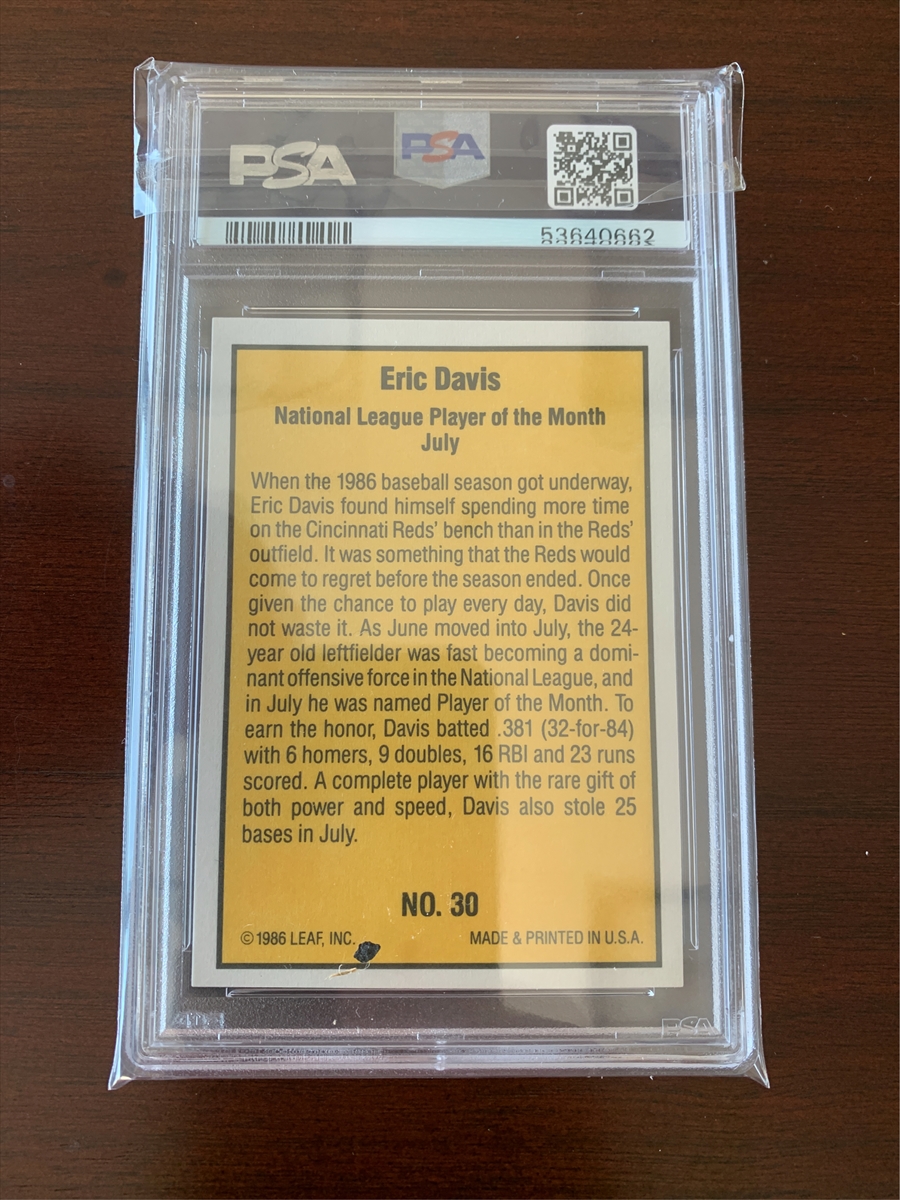 PSA PSA
53640662
Eric Davis
National League Player of the Month
July
When the 1986 baseball season got underway,
Eric Davis found himself spending more time
on the Cincinnati Reds' bench than in the Reds'
outfield. It was something that the Reds would
come to regret before the season ended. Once
given the chance to play every day, Davis did
not waste it. As June moved into July, the 24-
year old leftfielder was fast becoming a domi-
nant offensive force in the National League, and
in July he was named Player of the Month. To
earn the honor, Davis batted .381 (32-for-84)
with 6 homers, 9 doubles, 16 RBI and 23 runs
scored. A complete player with the rare gift of
both power and speed, Davis also stole 25
bases in July.
NO. 30
©1986 LEAF, INC. MADE & PRINTED IN U.S.A.
PSA